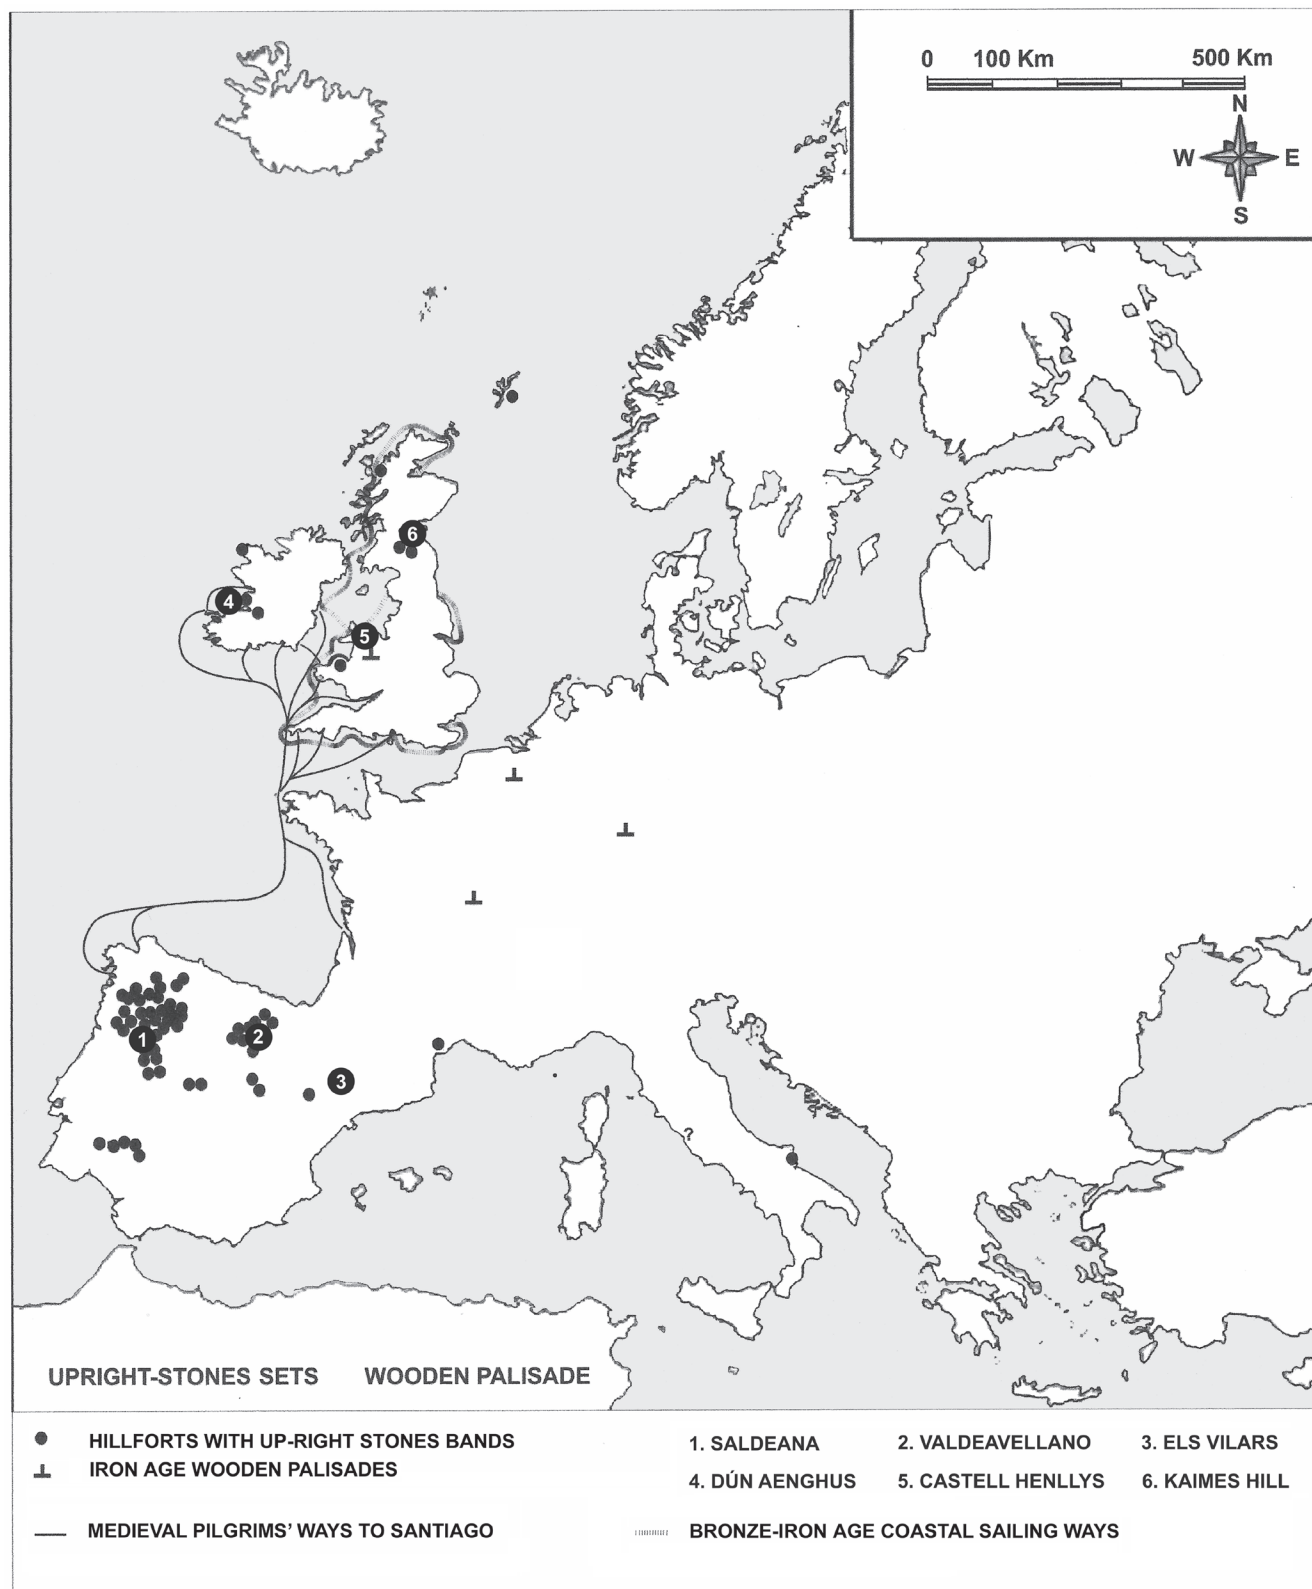 0 100 Km 500 Km
N
W E
S
6
4
5
1
2
3
?
UPRIGHT-STONES SETS WOODEN PALISADE
HILLFORTS WITH UP-RIGHT STONES BANDS
IRON AGE WOODEN PALISADES
1. SALDEANA 2. VALDEAVELLANO 3. ELS VILARS
4. DÚN AENGHUS 5. CASTELL HENLLYS 6. KAIMES HILL
MEDIEVAL PILGRIMS' WAYS TO SANTIAGO
BRONZE-IRON AGE COASTAL SAILING WAYS